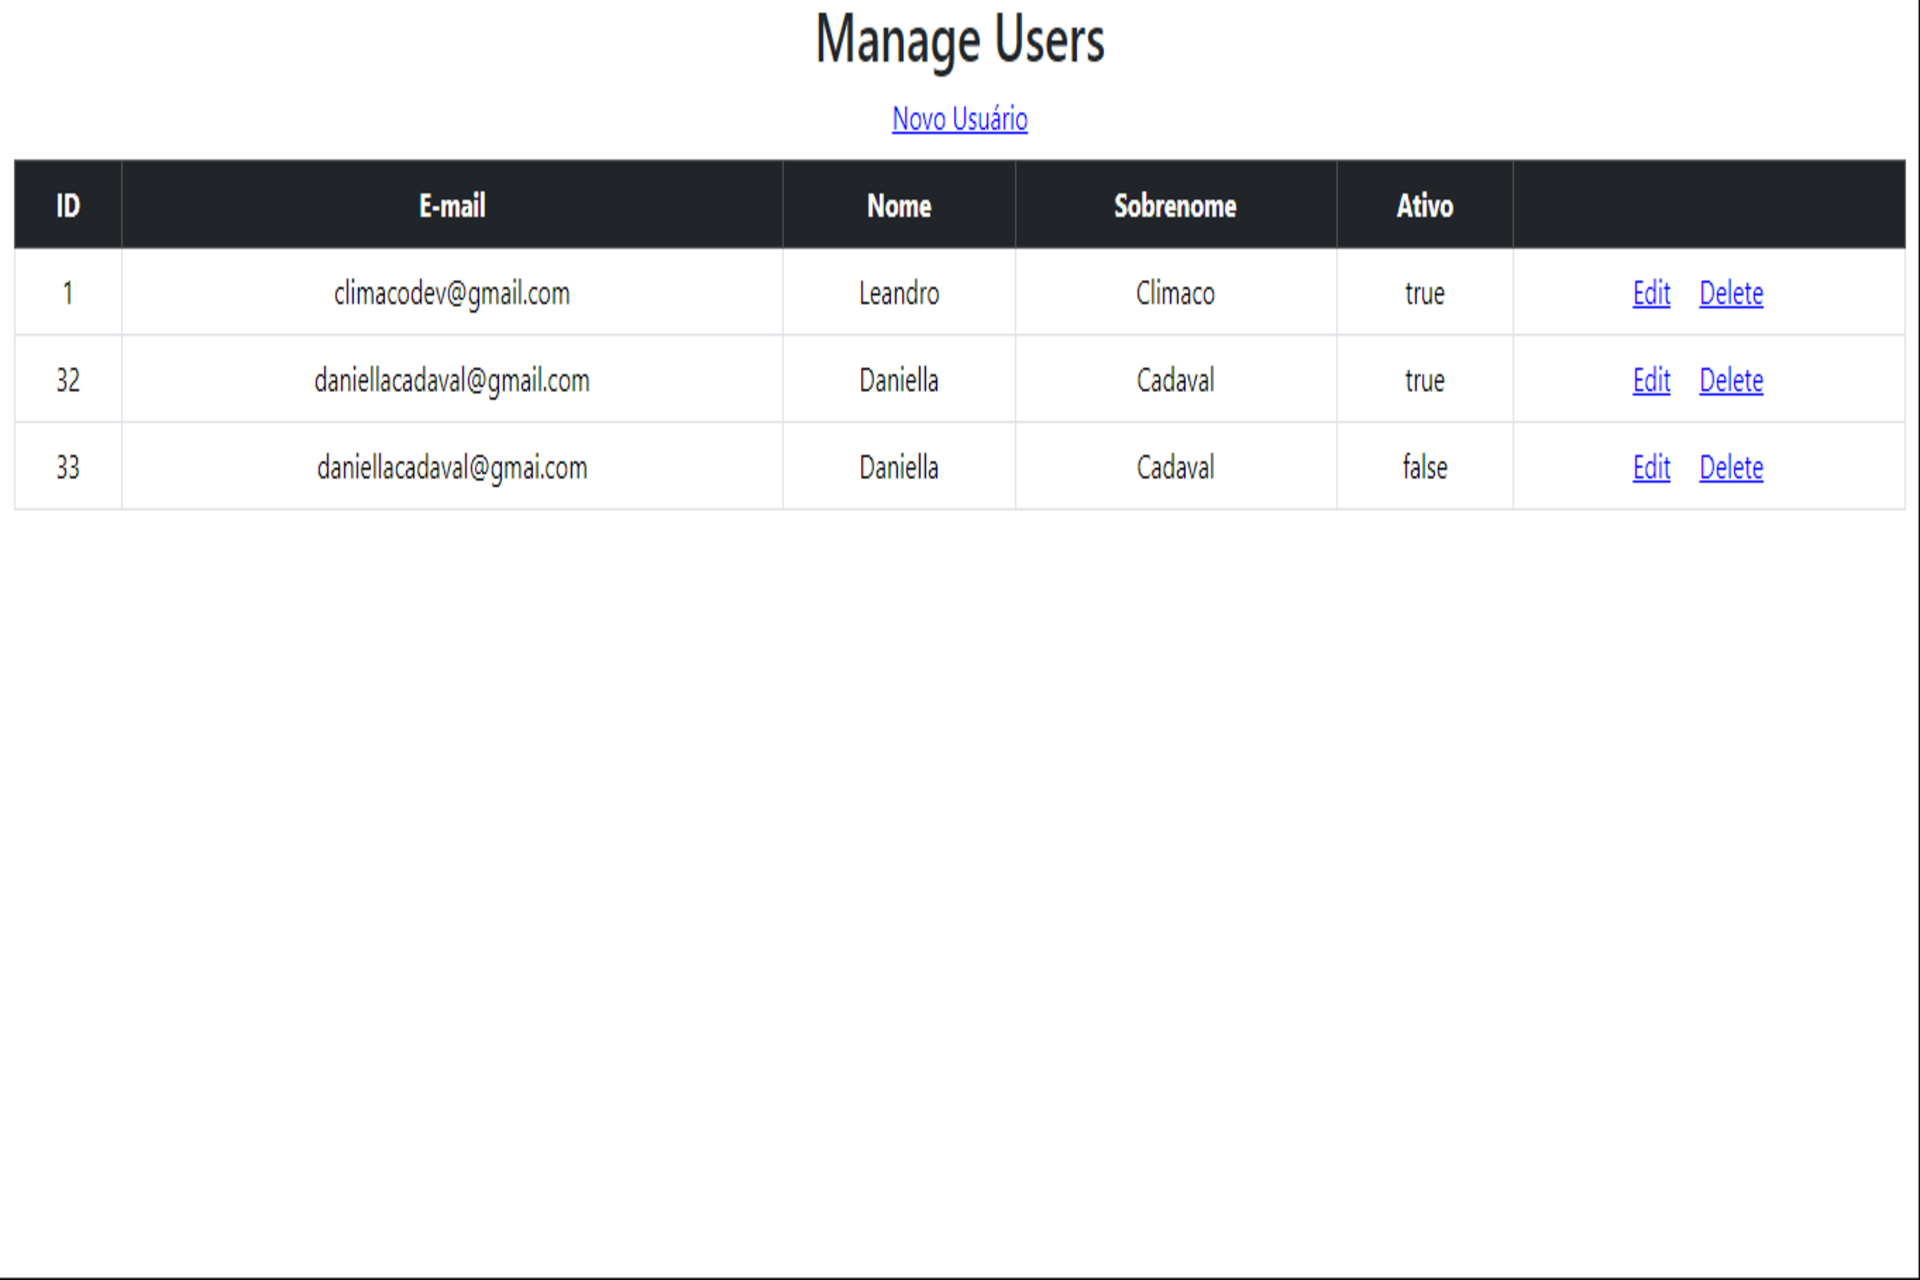 Manage Users
Novo Usuário
ID E-mail Nome Sobrenome Ativo
1 climacodev@gmail.com Leandro Climaco true Edit Delete
32 daniellacadaval@gmail.com Daniella Cadaval true Edit Delete
33 daniellacadaval@gmai.com Daniella Cadaval false Edit Delete